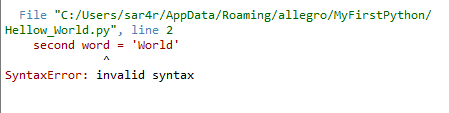 File "C:/Users/sar4r/AppData/Roaming/allegro/MyFirstPython/
Hellow_World.py", line 2
second word = 'World'
^
SyntaxError: invalid syntax